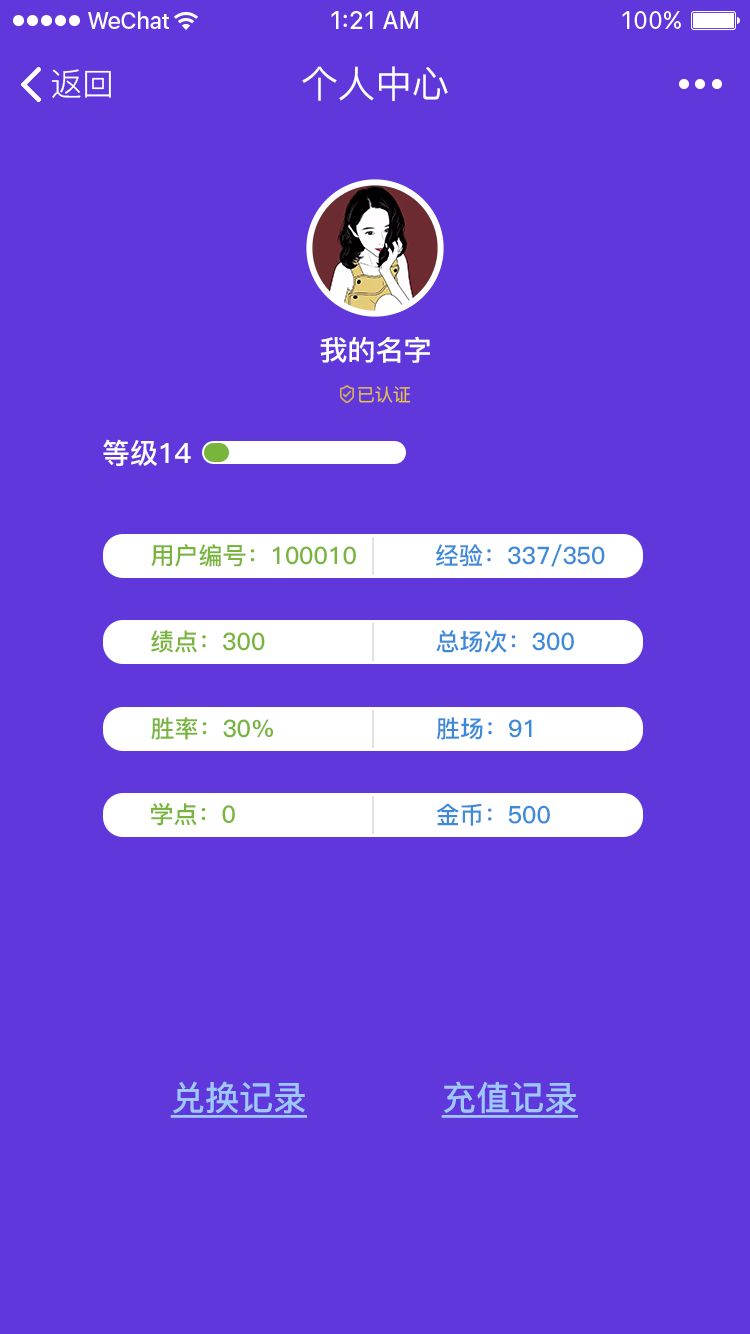 WeChat 1:21 AM 100%
返回 个人中心
我的名字
已认证
等级14
用户编号：100010 经验：337/350
绩点：300 总场次：300
胜率：30% 胜场：91
学点：0 金币：500
兑换记录 充值记录